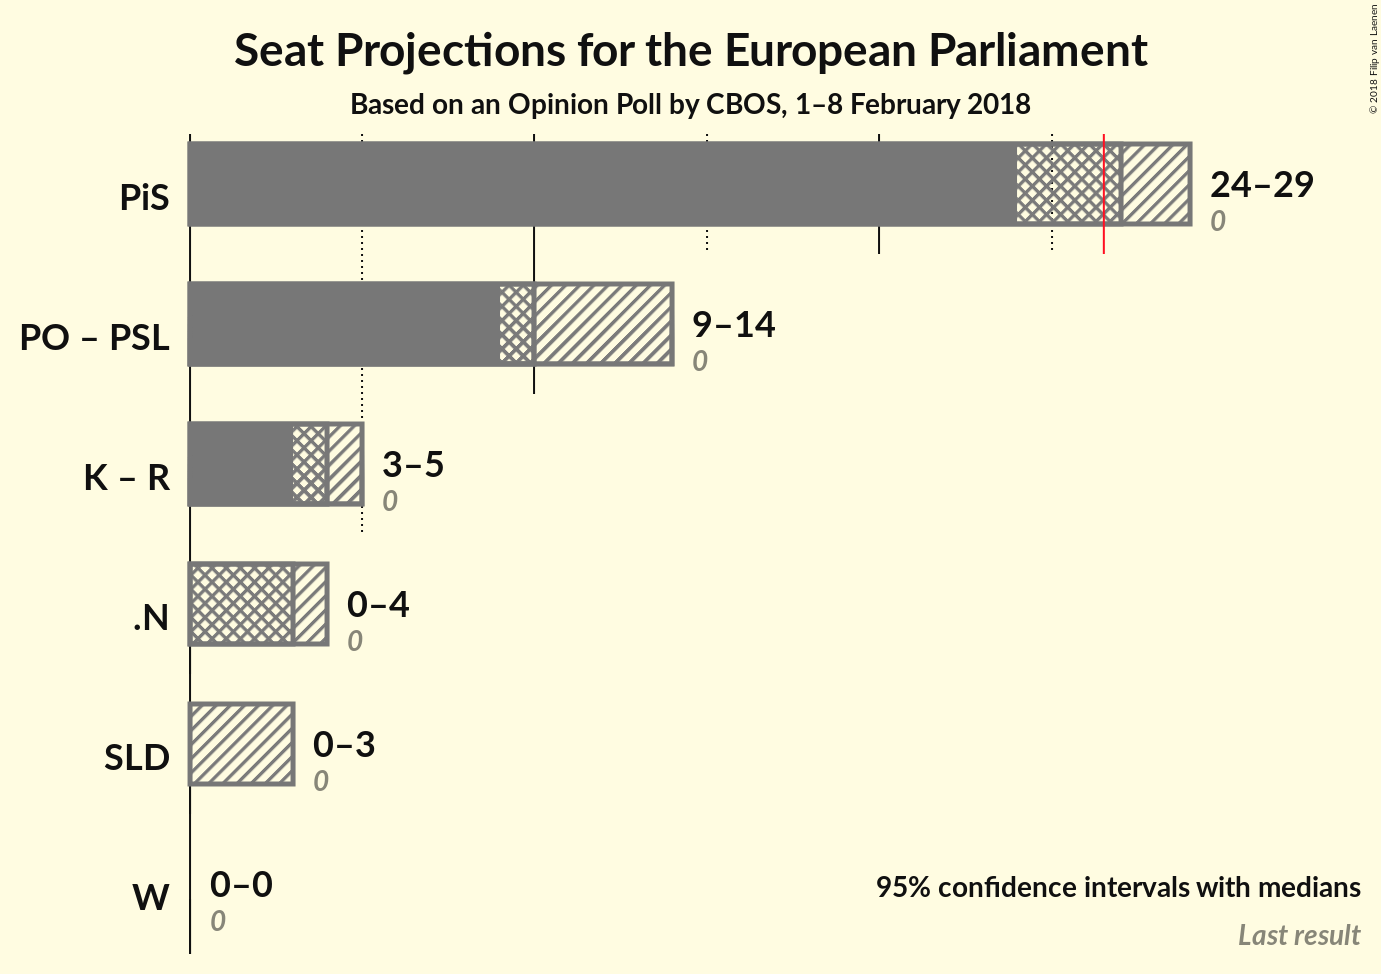 Seat Projections for the European Parliament
Based on an Opinion Poll by CBOS, 1–8 February 2018
© 2018 Filip van Laenen
PiS
24–29
0
PO – PSL
9–14
0
K – R
3–5
0
.N
0–4
0
SLD
0–3
0
W
0–0
0
95% confidence intervals with medians
Last result